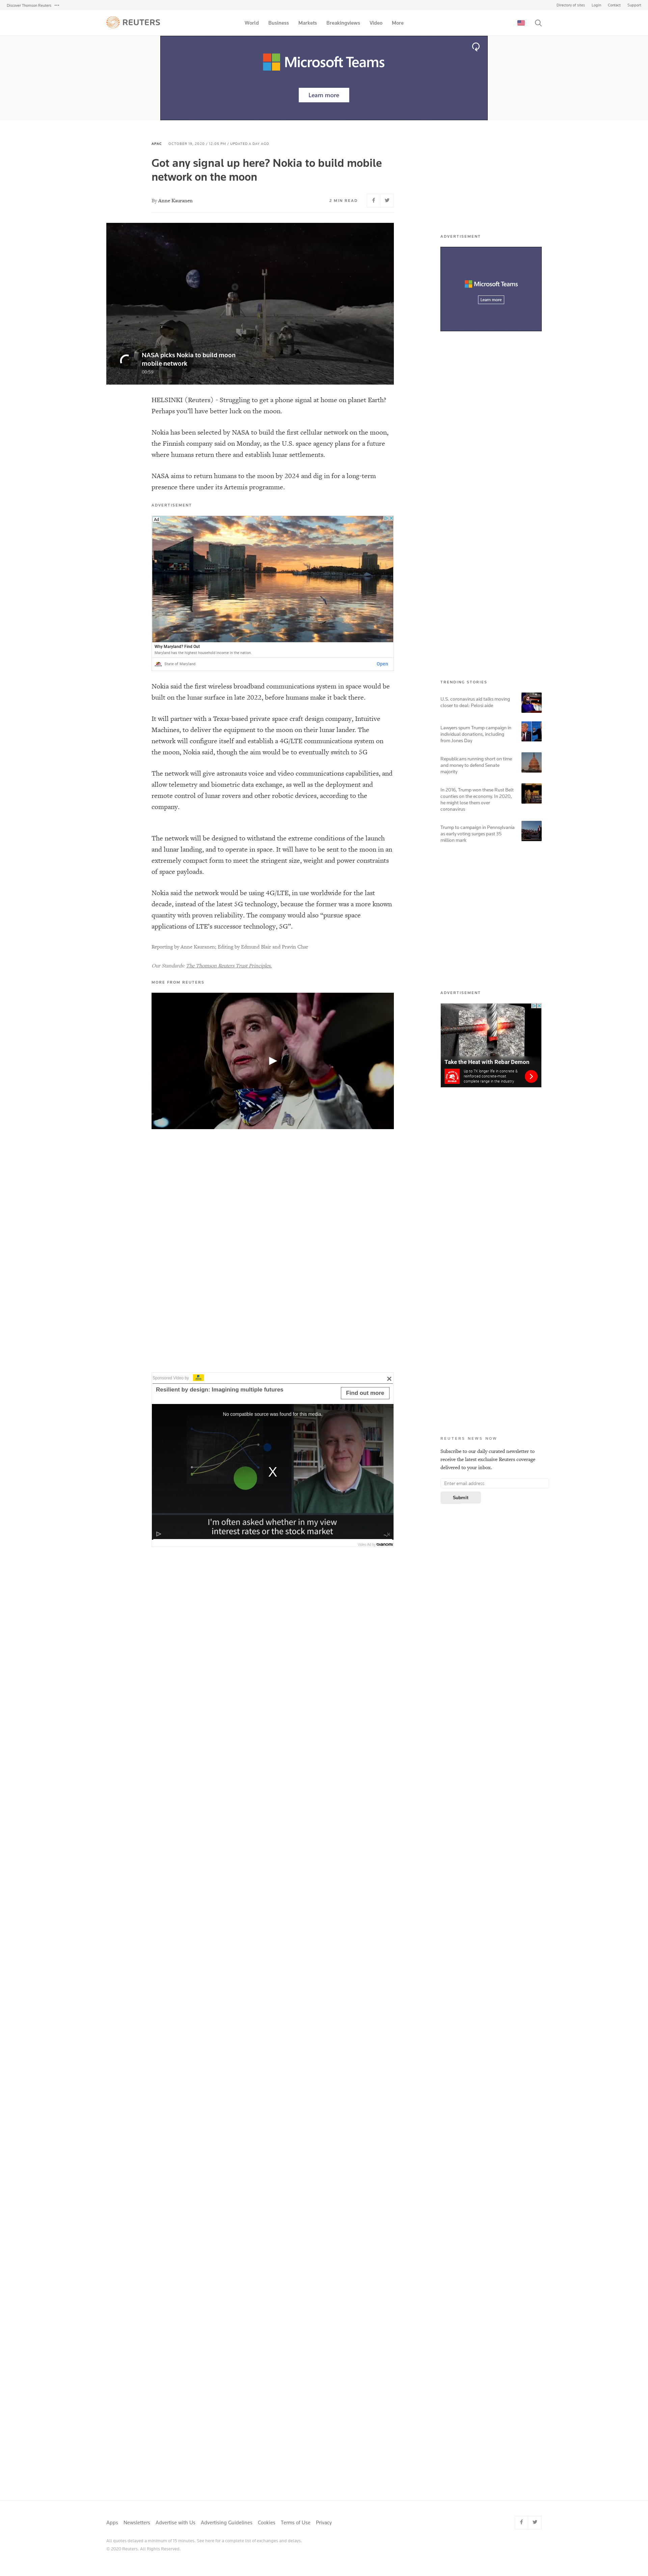 Discover Thomson Reuters
Directory of sites Login Contact Support
REUTERS
World Business Markets Breakingviews Video More
Microsoft Teams
Learn more
APAC OCTOBER 19, 2020 / 12:05 PM / UPDATED A DAY AGO
Got any signal up here? Nokia to build mobile
network on the moon
By Anne Kauranen
2 MIN READ
NASA picks Nokia to build moon
mobile network
HELSINKI (Reuters) - Struggling to get a phone signal at home on planet Earth?
Perhaps you'll have better luck on the moon.
Nokia has been selected by NASA to build the first cellular network on the moon,
the Finnish company said on Monday, as the U.S. space agency plans for a future
where humans return there and establish lunar settlements.
NASA aims to return humans to the moon by 2024 and dig in for a long-term
presence there under its Artemis programme.
ADVERTISEMENT
Ad
Why Maryland? Find Out
Maryland has the highest household income in the nation
State of Maryland
Open
Nokia said the first wireless broadband communications system in space would be
built on the lunar surface in late 2022, before humans make it back there.
It will partner with a Texas-based private space craft design company, Intuitive
Machines, to deliver the equipment to the moon on their lunar lander. The
network will configure itself and establish a 4G/LTE communications system on
the moon, Nokia said, though the aim would be to eventually switch to 5G
The network will give astronauts voice and video communications capabilities, and
allow telemetry and biometric data exchange, as well as the deployment and
remote control of lunar rovers and other robotic devices, according to the
company.
The network will be designed to withstand the extreme conditions of the launch
and lunar landing, and to operate in space. It will have to be sent to the moon in an
extremely compact form to meet the stringent size, weight and power constraints
of space payloads.
Nokia said the network would be using 4G/LTE, in use worldwide for the last
decade, instead of the latest 5G technology, because the former was a more known
quantity with proven reliability. The company would also “pursue space
applications of LTE's successor technology, 5G”.
Reporting by Anne Kauranen; Editing by Edmund Blair and Pravin Char
Our Standards: The Thomson Reuters Trust Principles.
MORE FROM REUTERS
Sponsored Video by
Resilient by design: Imagining multiple futures
Find out more
No compatible source was found for this media.
X
I'm often asked whether in my view
interest rates or the stock market
ADVERTISEMENT
Microsoft Teams
Learn more
TRENDING STORIES
U.S. coronavirus aid talks moving
closer to deal: Pelosi aide
Lawyers spurn Trump campaign in
individual donations, including
from Jones Day
Republicans running short on time
and money to defend Senate
majority
In 2016, Trump won these Rust Belt
counties on the economy. In 2020,
he might lose them over
coronavirus
Trump to campaign in Pennsylvania
as early voting surges past 35
million mark
ADVERTISEMENT
Take the Heat with Rebar Demon
Up to 7X longer life in concrete &
reinforced concrete-most
complete range in the industry.
REUTERS NEWS NOW
Subscribe to our daily curated newsletter to
receive the latest exclusive Reuters coverage
delivered to your inbox.
Enter email address
Submit
Apps Newsletters Advertise with Us Advertising Guidelines Cookies Terms of Use Privacy
All quotes delayed a minimum of 15 minutes. See here for a complete list of exchanges and delays.
© 2020 Reuters. All Rights Reserved.